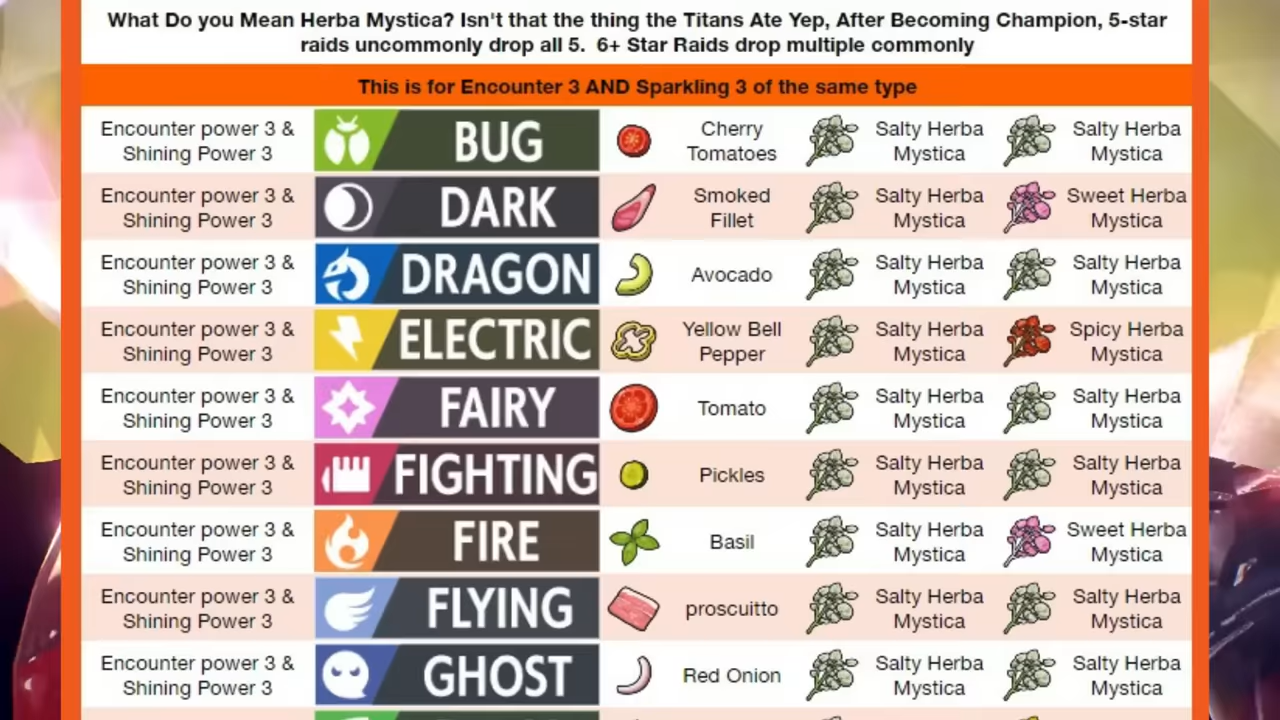 What Do you Mean Herba Mystica? Isn't that the thing the Titans Ate Yep, After Becoming Champion, 5-star
raids uncommonly drop all 5. 6+ Star Raids drop multiple commonly
This is for Encounter 3 AND Sparkling 3 of the same type
Encounter power 3 & Shining Power 3 BUG Cherry Tomatoes Salty Herba Mystica Salty Herba Mystica
Encounter power 3 & Shining Power 3 DARK Smoked Fillet Salty Herba Mystica Sweet Herba Mystica
Encounter power 3 & Shining Power 3 DRAGON Avocado Salty Herba Mystica Salty Herba Mystica
Encounter power 3 & Shining Power 3 ELECTRIC Yellow Bell Pepper Salty Herba Mystica Spicy Herba Mystica
Encounter power 3 & Shining Power 3 FAIRY Tomato Salty Herba Mystica Salty Herba Mystica
Encounter power 3 & Shining Power 3 FIGHTING Pickles Salty Herba Mystica Salty Herba Mystica
Encounter power 3 & Shining Power 3 FIRE Basil Salty Herba Mystica Sweet Herba Mystica
Encounter power 3 & Shining Power 3 FLYING proscuitto Salty Herba Mystica Salty Herba Mystica
Encounter power 3 & Shining Power 3 GHOST Red Onion Salty Herba Mystica Salty Herba Mystica